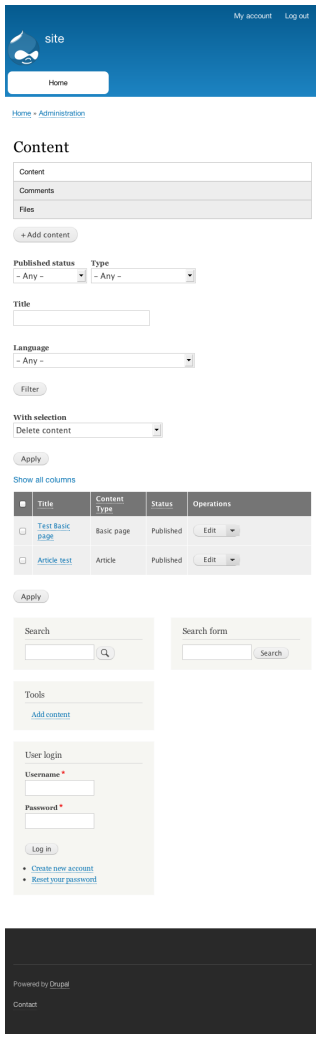 My account Log out
site
Home
Home » Administration
Content
Content
Comments
Files
+ Add content
Published status Type
– Any – – Any –
Title
Language
– Any –
Filter
With selection
Delete content
Apply
Show all columns
Title Content Type Status Operations
Test Basic page Basic page Published Edit
Article test Article Published Edit
Apply
Search Search form
Search
Tools
Add content
User login
Username *
Password *
Log in
Create new account
Reset your password
Powered by Drupal
Contact